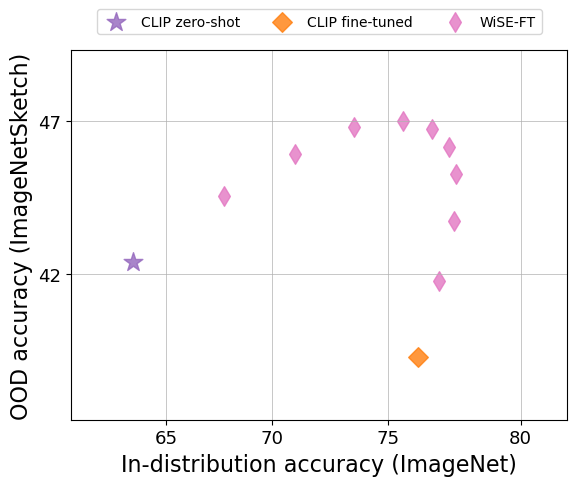 CLIP zero-shot CLIP fine-tuned WiSE-FT
OOD accuracy (ImageNetSketch)
47
42
65 70 75 80
In-distribution accuracy (ImageNet)